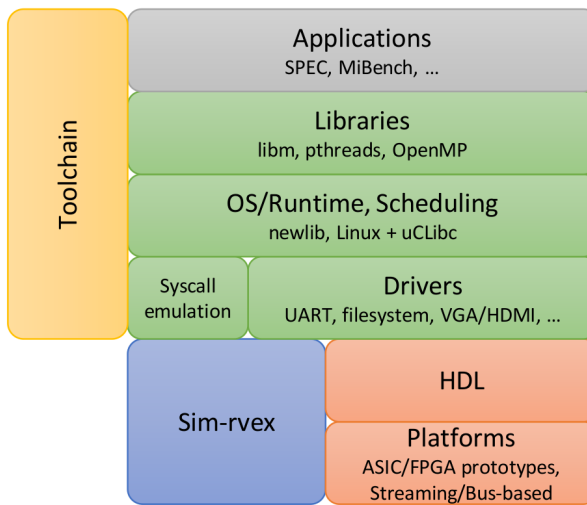 Toolchain
Applications
SPEC, MiBench, ...
Libraries
libm, pthreads, OpenMP
OS/Runtime, Scheduling
newlib, Linux + uCLibc
Syscall
emulation
Drivers
UART, filesystem, VGA/HDMI, ...
Sim-rvex
HDL
Platforms
ASIC/FPGA prototypes,
Streaming/Bus-based